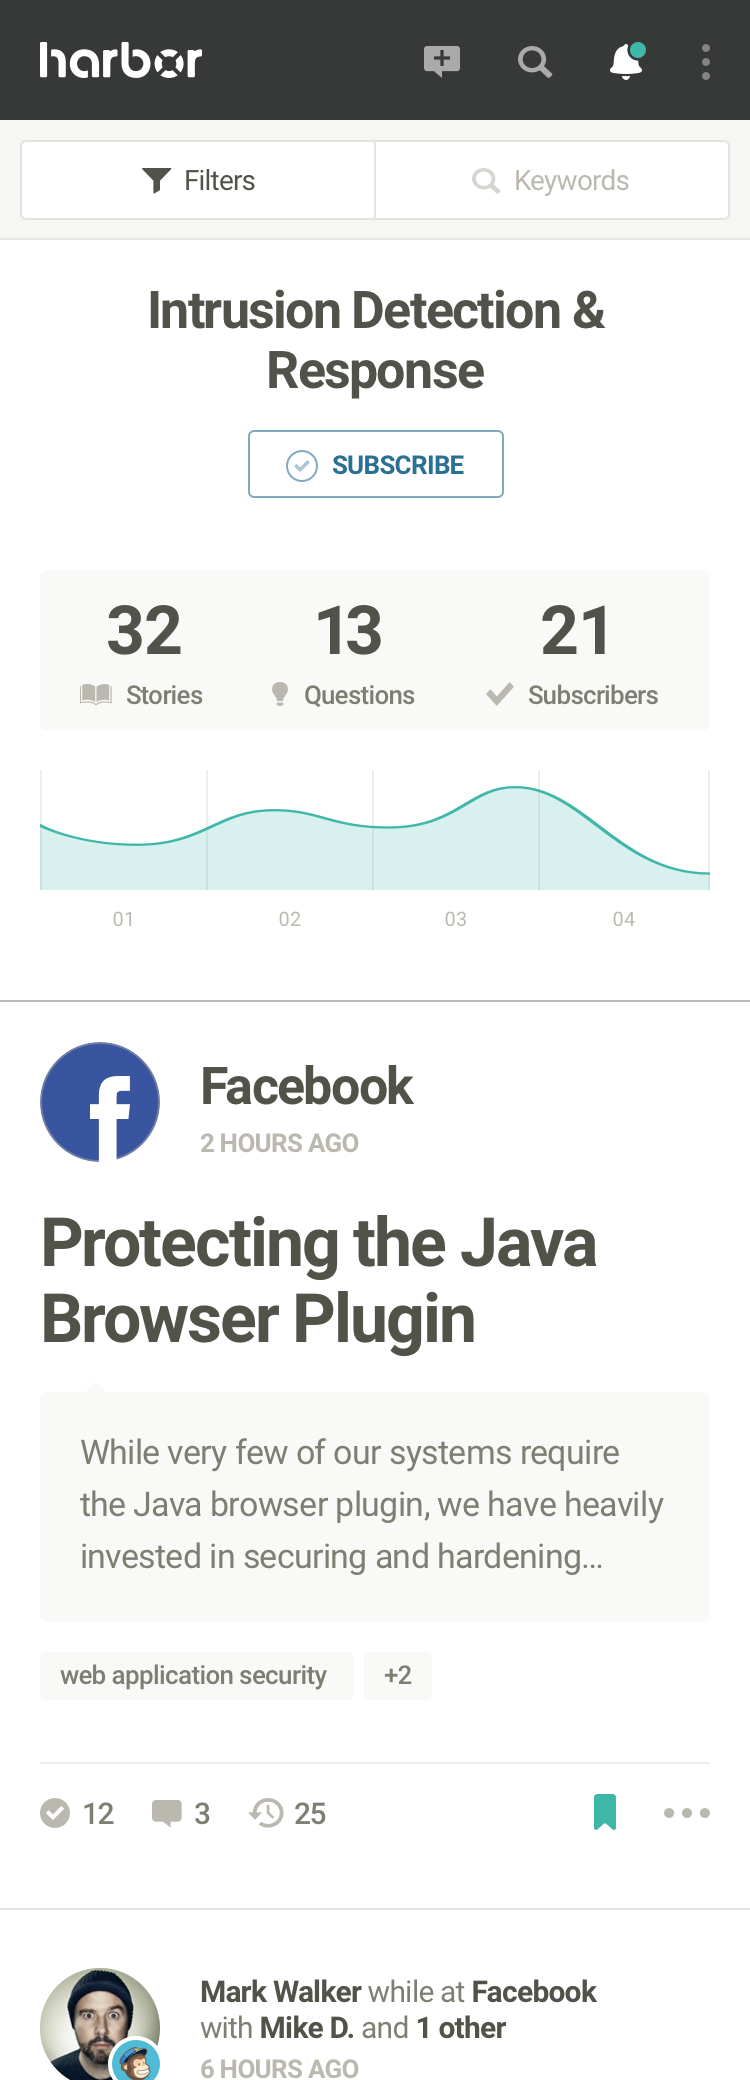 harbor
Filters
Keywords
Intrusion Detection &
Response
SUBSCRIBE
32
13
21
Stories
Questions
Subscribers
01
02
03
04
Facebook
2 HOURS AGO
Protecting the Java
Browser Plugin
While very few of our systems require
the Java browser plugin, we have heavily
invested in securing and hardening...
web application security
+2
12
3
25
Mark Walker while at Facebook
with Mike D. and 1 other
6 HOURS AGO